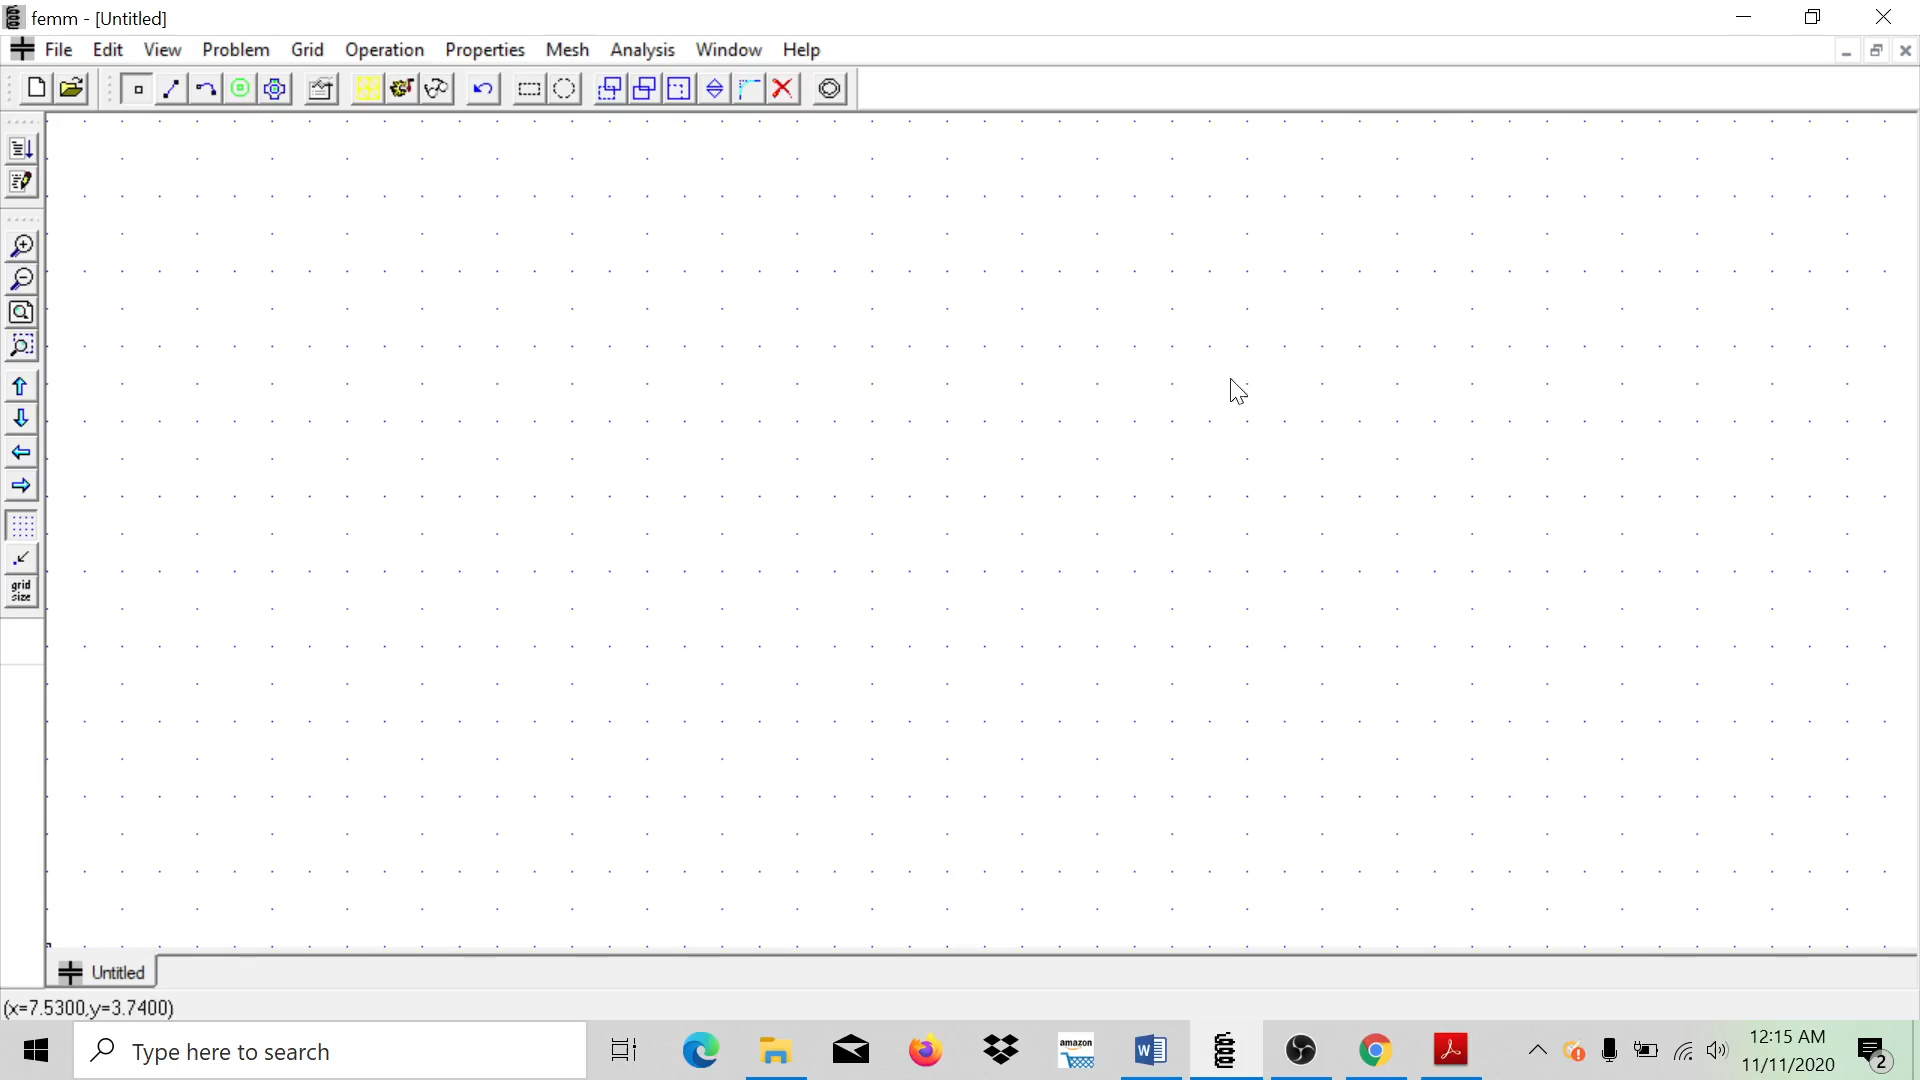 femm - [Untitled]
File Edit View Problem Grid Operation Properties Mesh Analysis Window Help
grid
size
Untitled
(x=7.5300,y=3.7400)
Type here to search
amazon
W
12:15 AM
11/11/2020
2